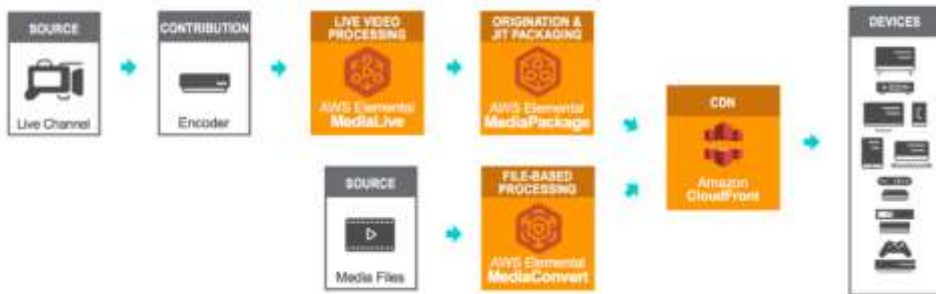 SOURCE
Live Channel
CONTRIBUTION
Encoder
LIVE VIDEO
PROCESSING
AWS Elemental
MediaLive
ORIGINATION &
JIT PACKAGING
AWS Elemental
MediaPackage
SOURCE
Media Files
FILE-BASED
PROCESSING
AWS Elemental
MediaConvert
CDN
Amazon
CloudFront
DEVICES